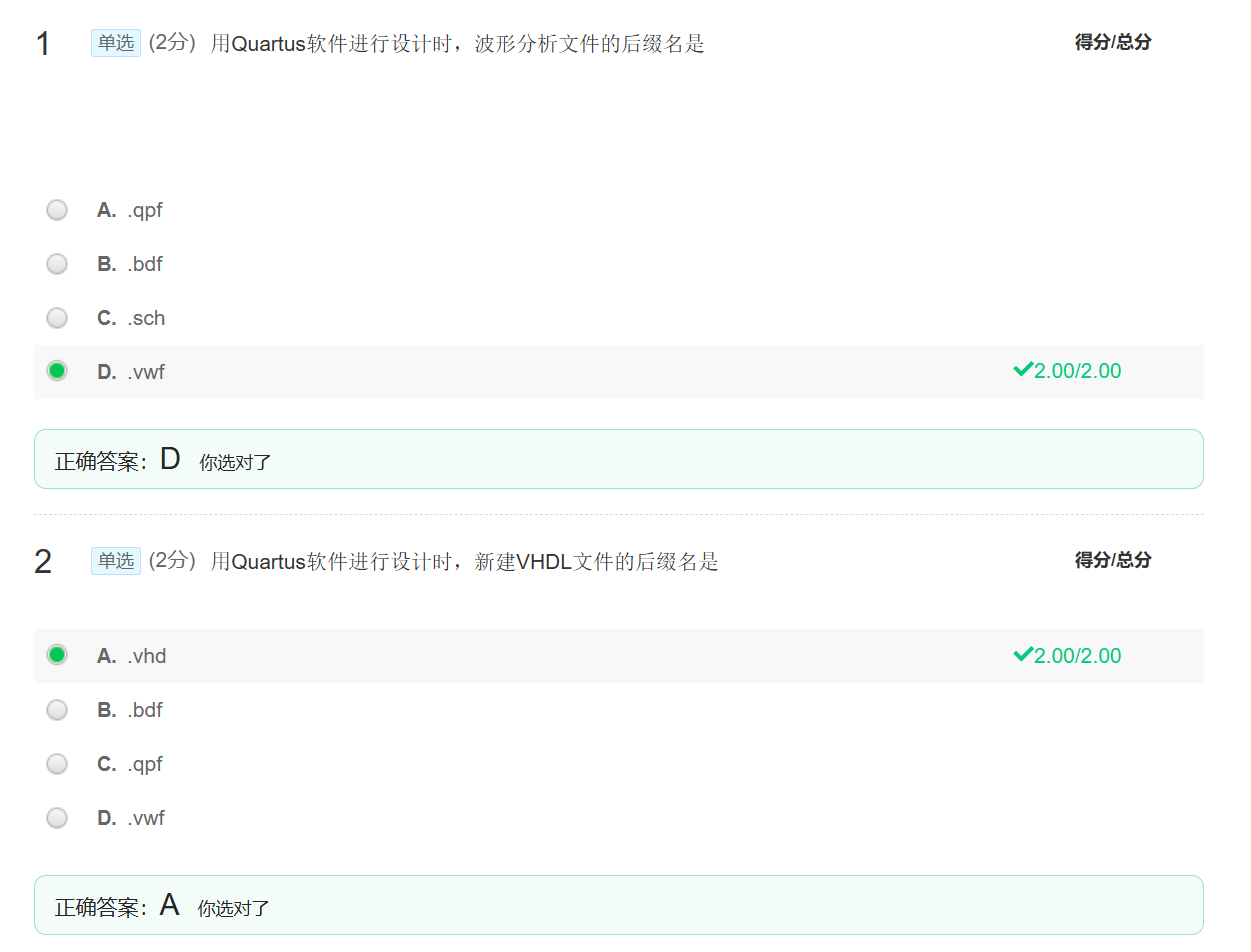 1 单选 (2分) 用Quartus软件进行设计时，波形分析文件的后缀名是 得分/总分
A. .qpf
B. .bdf
C. .sch
D. .vwf 2.00/2.00
正确答案：D 你选对了
2 单选 (2分) 用Quartus软件进行设计时，新建VHDL文件的后缀名是 得分/总分
A. .vhd 2.00/2.00
B. .bdf
C. .qpf
D. .vwf
正确答案：A 你选对了